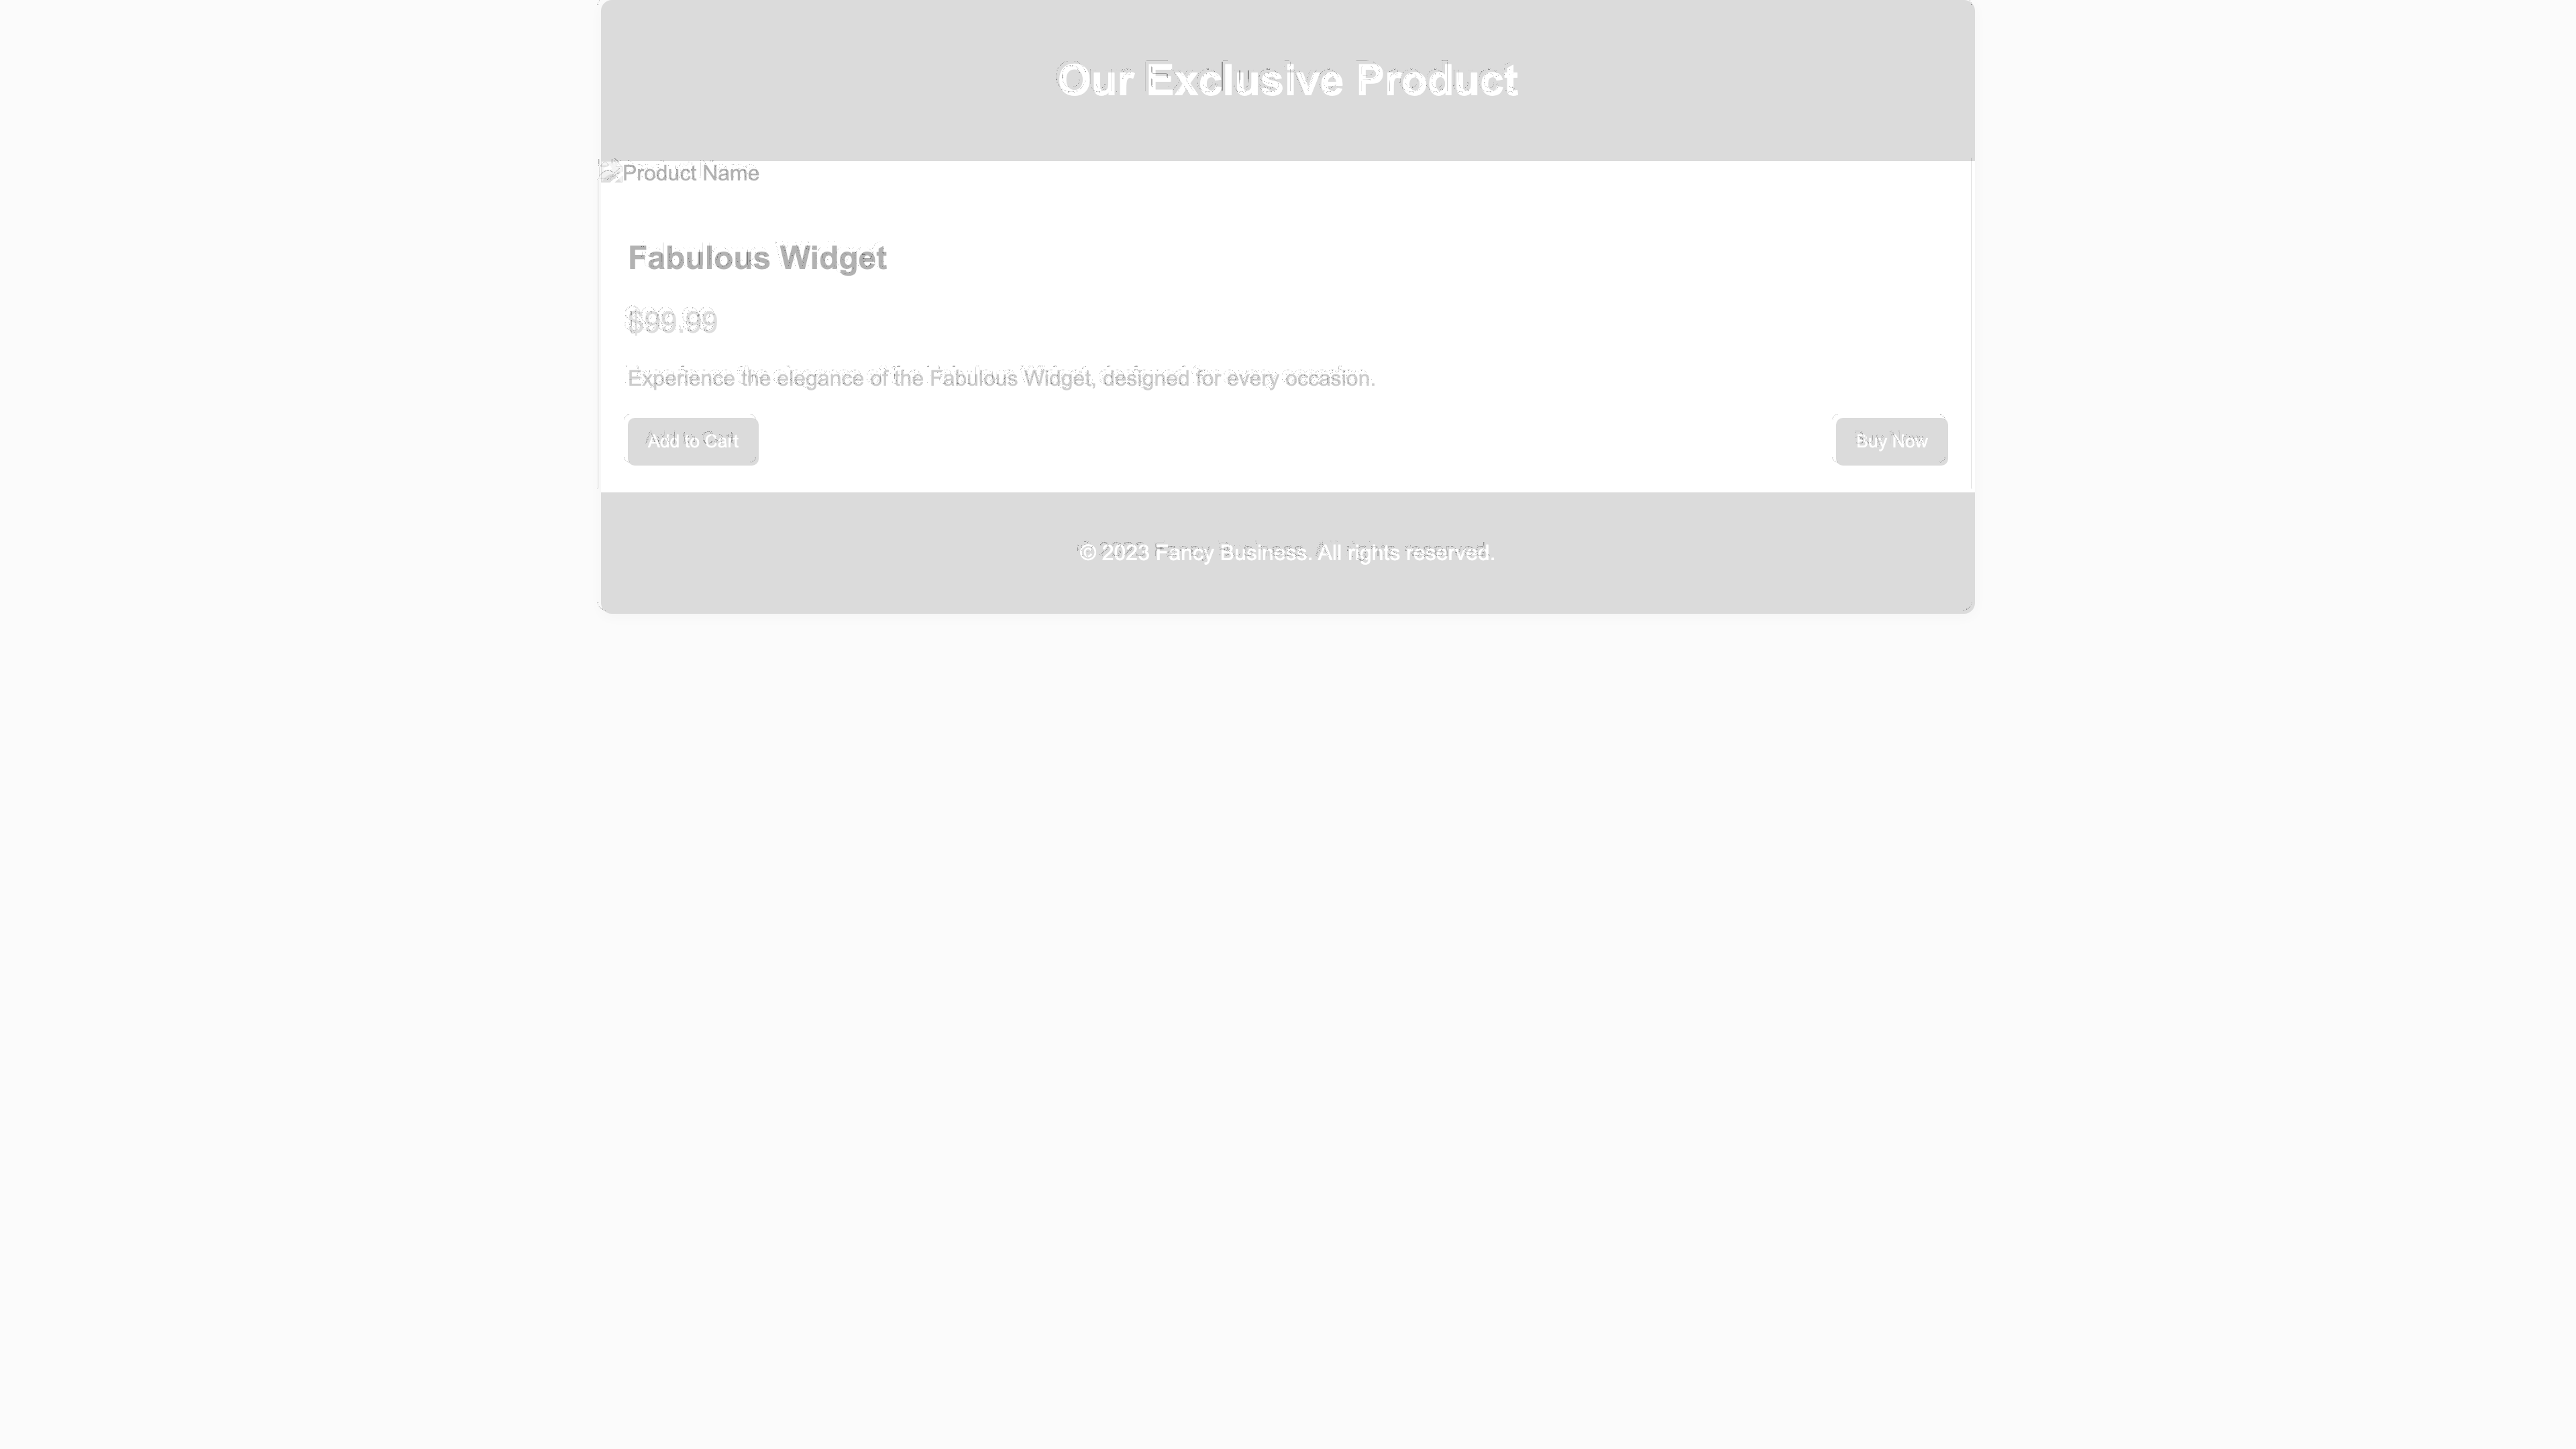 Our Exclusive Product
Product Name
Fabulous Widget
$99.99
Experience the elegance of the Fabulous Widget, designed for every occasion.
Add to Cart
Buy Now
© 2023 Fancy Business. All rights reserved.